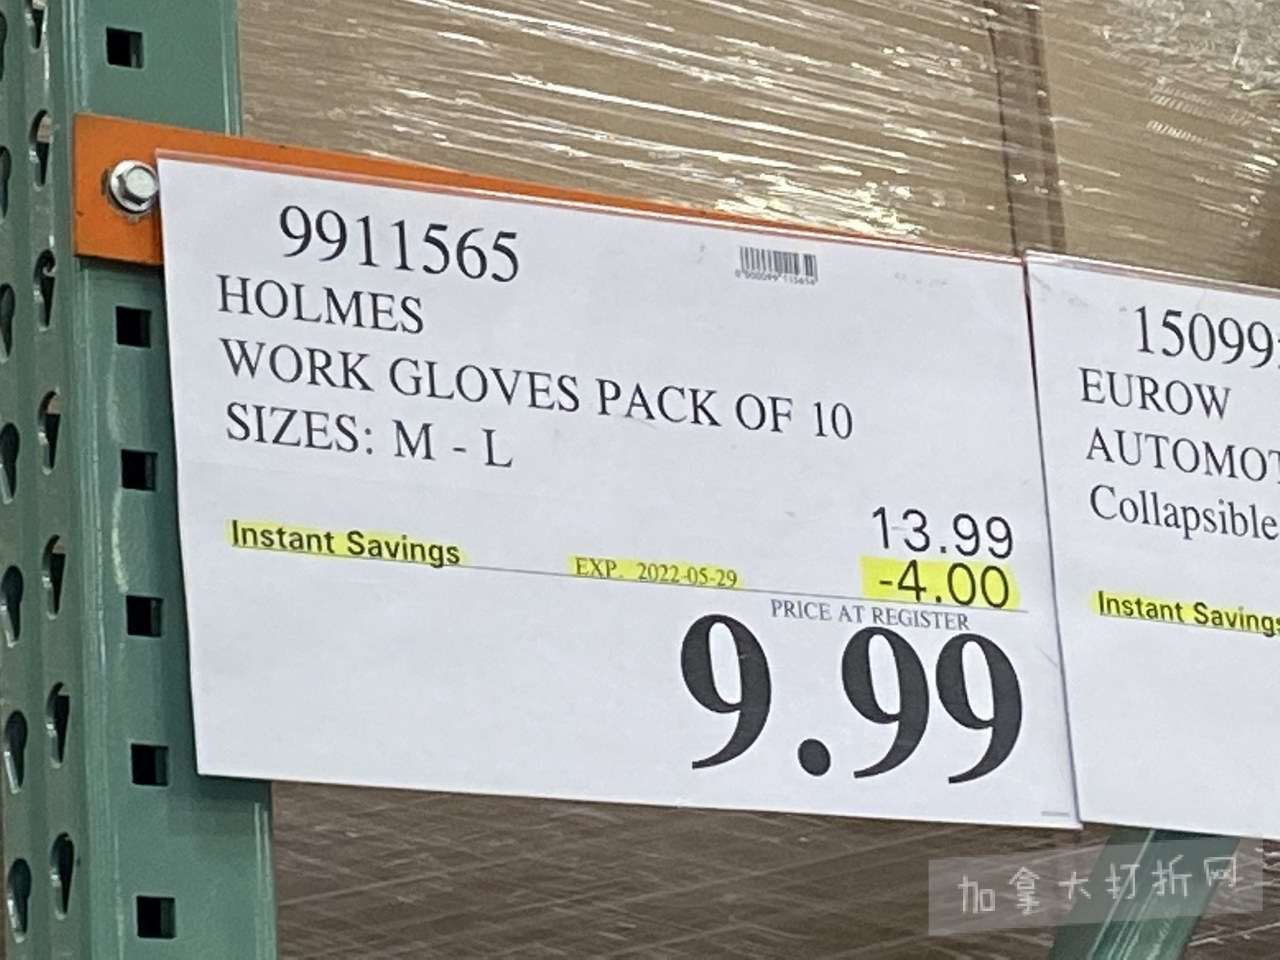 9911565
HOLMES
WORK GLOVES PACK OF 10
SIZES: M - L
13.99
Instant Savings EXP. 2022-05-29 -4.00
PRICE AT REGISTER
9.99
15099
EUROW
AUTOMOT
Collapsible
Instant Savings
加拿大打折网